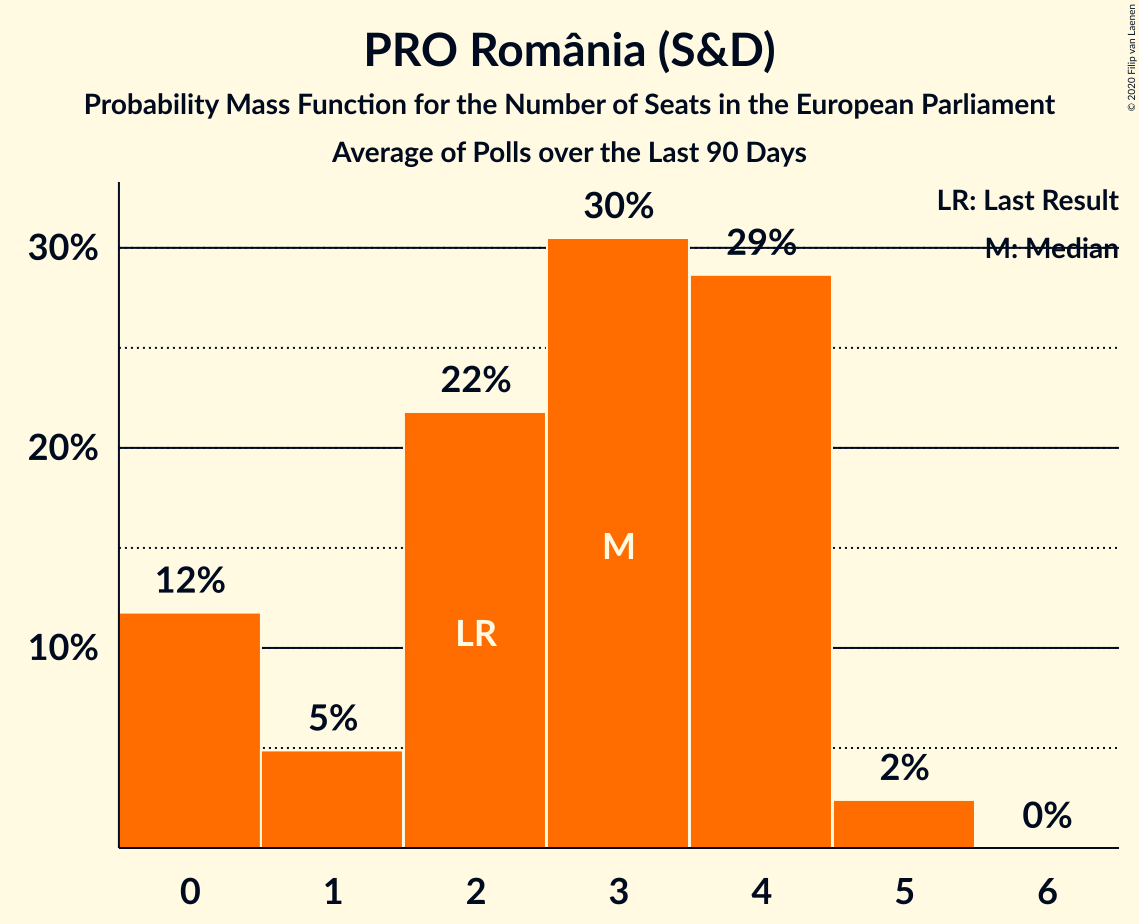 PRO România (S&D)
Probability Mass Function for the Number of Seats in the European Parliament
Average of Polls over the Last 90 Days
© 2020 Filip van Laenen
LR: Last Result
M: Median
30%
20%
10%
12%
5%
22%
30%
29%
2%
0%
LR
M
0 1 2 3 4 5 6